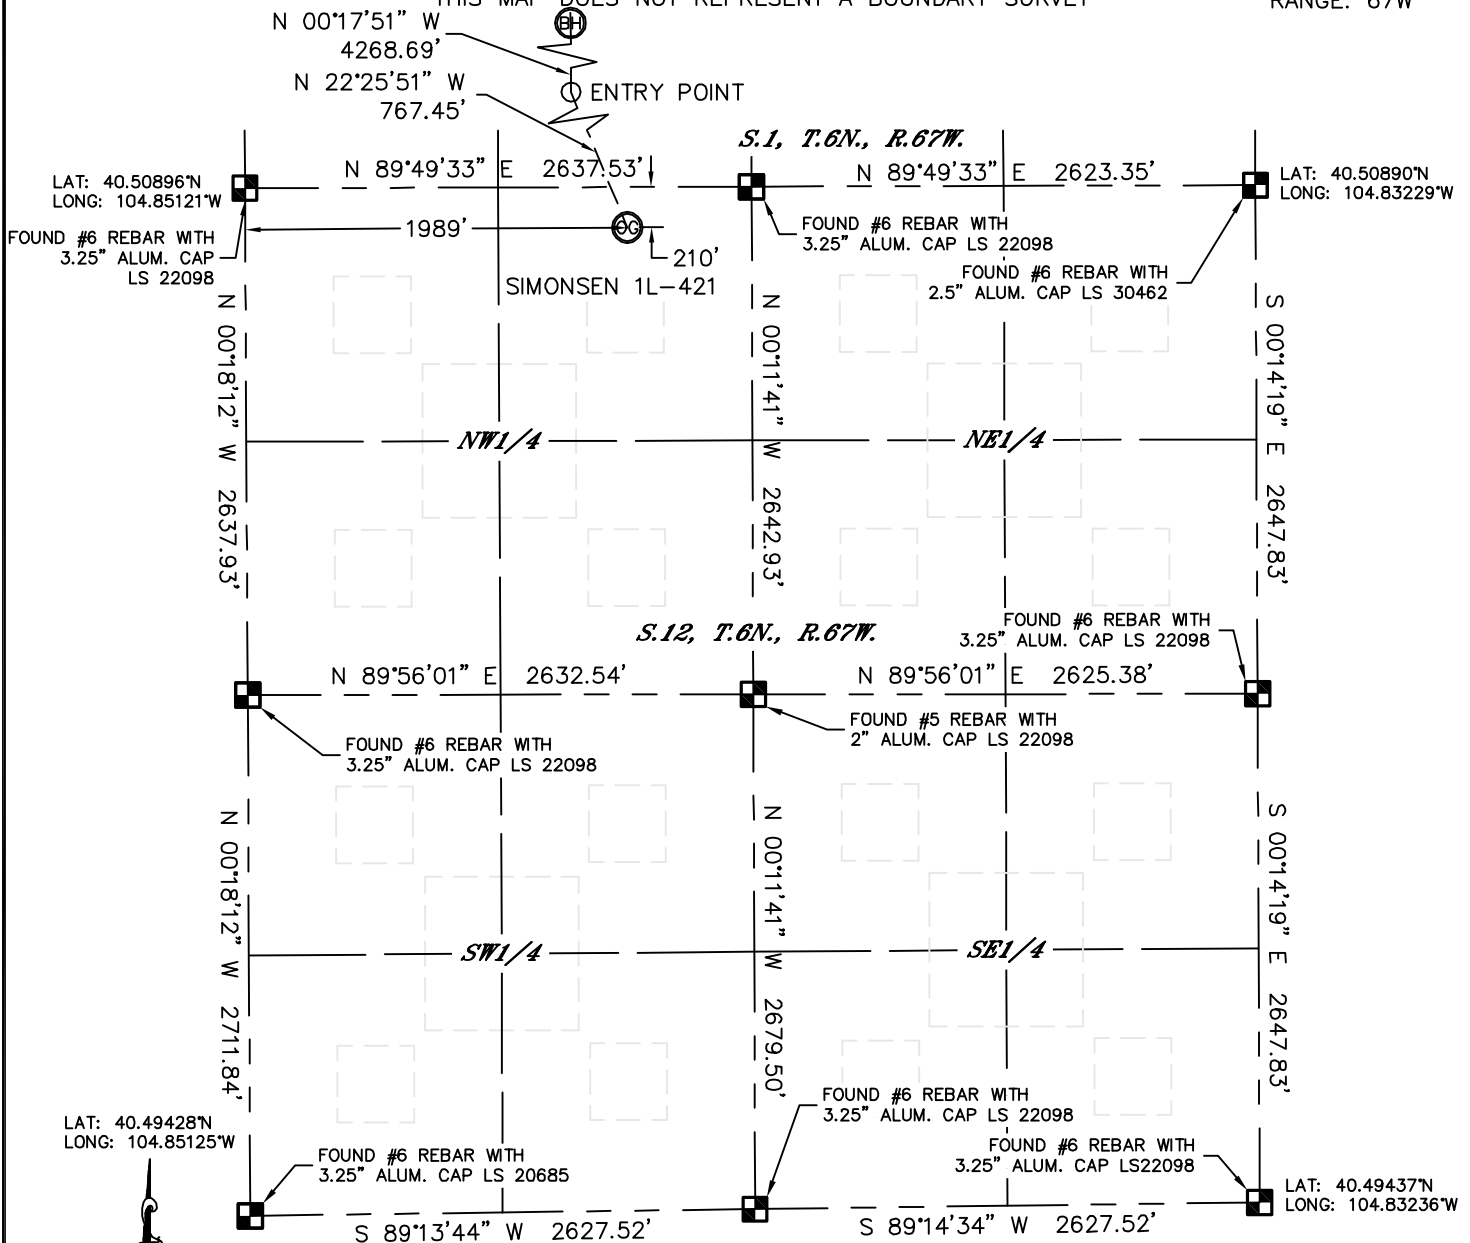 THIS MAP DOES NOT REPRESENT A BOUNDARY SURVEY
RANGE: 67W
N 00°17'51" W
4268.69'
BH
N 22°25'51" W
767.45'
ENTRY POINT
S.1, T.6N., R.67W.
N 89°49'33" E 2637.53'
N 89°49'33" E 2623.35'
LAT: 40.50896°N
LONG: 104.85121°W
LAT: 40.50890°N
LONG: 104.83229°W
1989'
OG
210'
SIMONSEN 1L-421
FOUND #6 REBAR WITH
3.25" ALUM. CAP
LS 22098
FOUND #6 REBAR WITH
3.25" ALUM. CAP LS 22098
FOUND #6 REBAR WITH
2.5" ALUM. CAP LS 30462
N 00°18'12" W 2637.93'
N 00°11'41" W 2642.93'
S 00°14'19" E 2647.83'
NW1/4
NE1/4
S.12, T.6N., R.67W.
FOUND #6 REBAR WITH
3.25" ALUM. CAP LS 22098
N 89°56'01" E 2632.54'
N 89°56'01" E 2625.38'
FOUND #6 REBAR WITH
3.25" ALUM. CAP LS 22098
FOUND #5 REBAR WITH
2" ALUM. CAP LS 22098
N 00°18'12" W 2711.84'
N 00°11'41" W 2679.50'
S 00°14'19" E 2647.83'
SW1/4
SE1/4
LAT: 40.49428°N
LONG: 104.85125°W
FOUND #6 REBAR WITH
3.25" ALUM. CAP LS 20685
FOUND #6 REBAR WITH
3.25" ALUM. CAP LS 22098
FOUND #6 REBAR WITH
3.25" ALUM. CAP LS22098
LAT: 40.49437°N
LONG: 104.83236°W
S 89°13'44" W 2627.52'
S 89°14'34" W 2627.52'